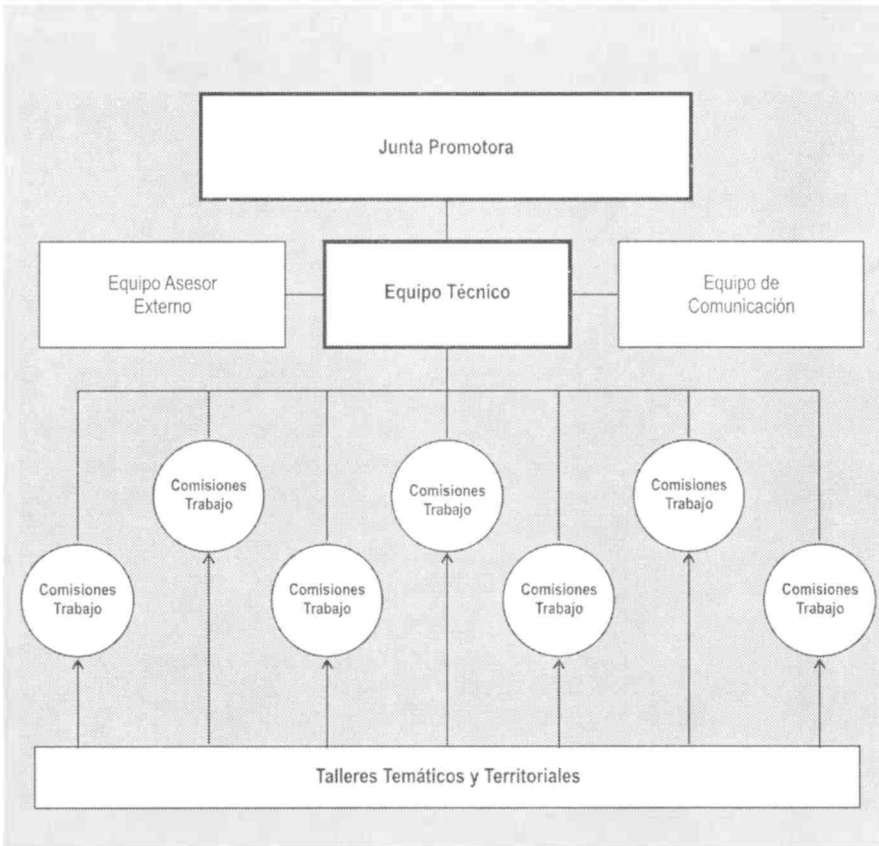 Junta Promotora
Equipo Asesor
Externo
Equipo Técnico
Equipo de
Comunicación
Comisiones
Trabajo
Comisiones
Trabajo
Comisiones
Trabajo
Comisiones
Trabajo
Comisiones
Trabajo
Comisiones
Trabajo
Comisiones
Trabajo
Talleres Temáticos y Territoriales